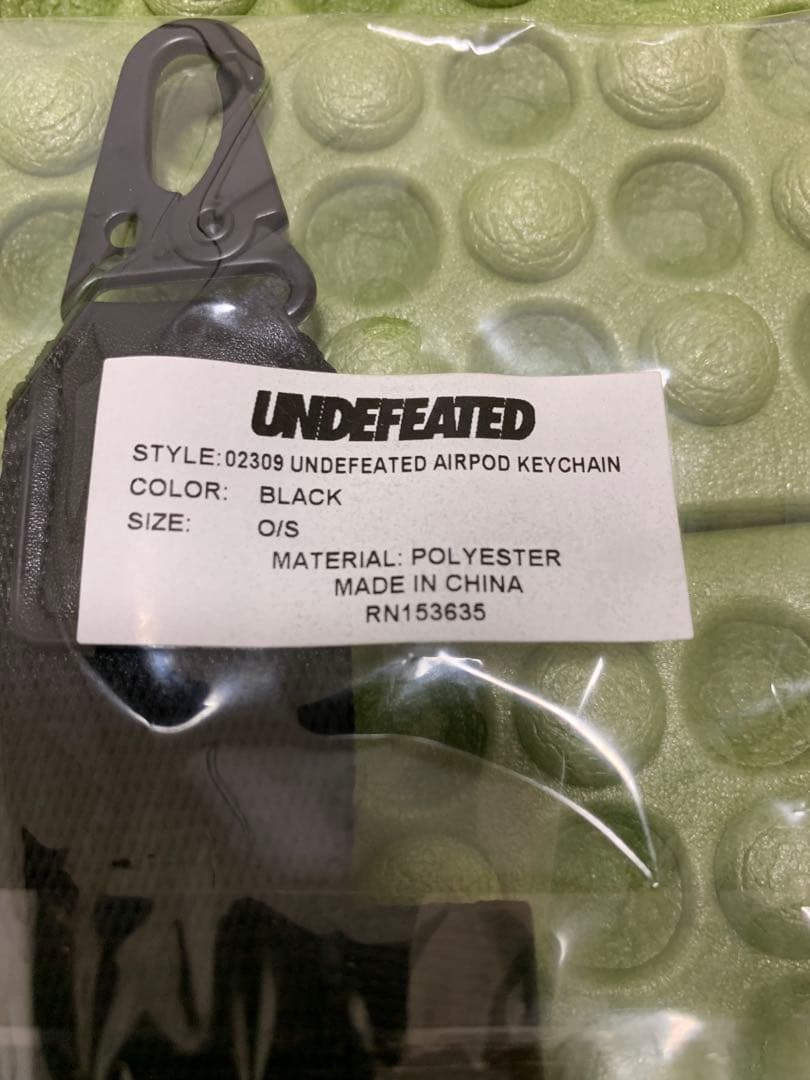 UNDEFEATED
STYLE: 02309 UNDEFEATED AIRPOD KEYCHAIN
COLOR: BLACK
SIZE: O/S
MATERIAL: POLYESTER
MADE IN CHINA
RN153635